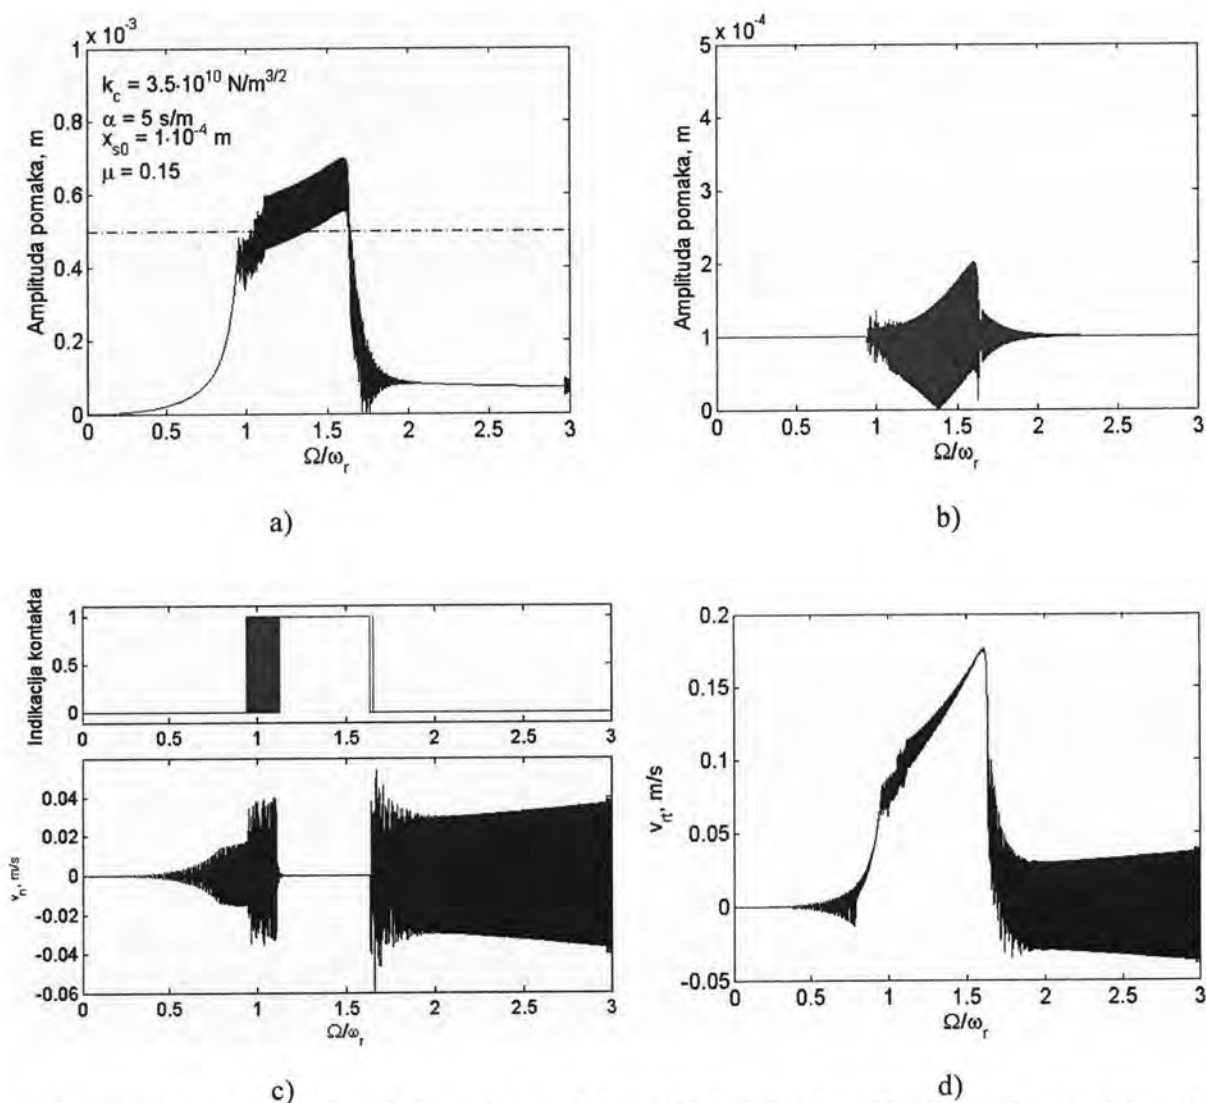 x 10⁻³
1
0.8
0.6
0.4
0.2
0
Amplituda pomaka, m
k_c = 3.5·10¹⁰ N/m^{3/2}
α = 5 s/m
x_{s0} = 1·10⁻⁴ m
μ = 0.15
0 0.5 1 1.5 2 2.5 3
Ω/ω_r
a)
x 10⁻⁴
5
4
3
2
1
0
Amplituda pomaka, m
0 0.5 1 1.5 2 2.5 3
Ω/ω_r
b)
Indikacija kontakta
1
0.5
0
0 0.5 1 1.5 2 2.5 3
v_n, m/s
0.04
0.02
0
-0.02
-0.04
-0.06
0 0.5 1 1.5 2 2.5 3
Ω/ω_r
c)
0.2
0.15
0.1
0.05
0
-0.05
v_{rt}, m/s
0 0.5 1 1.5 2 2.5 3
Ω/ω_r
d)